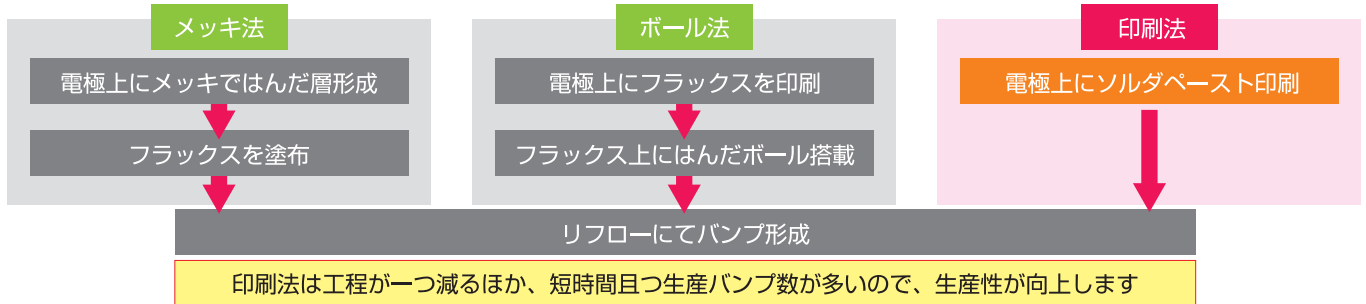 メッキ法
電極上にメッキではんだ層形成
フラックスを塗布
ボール法
電極上にフラックスを印刷
フラックス上にはんだボール搭載
印刷法
電極上にソルダペースト印刷
リフローにてバンプ形成
印刷法は工程が一つ減るほか、短時間且つ生産バンプ数が多いので、生産性が向上します